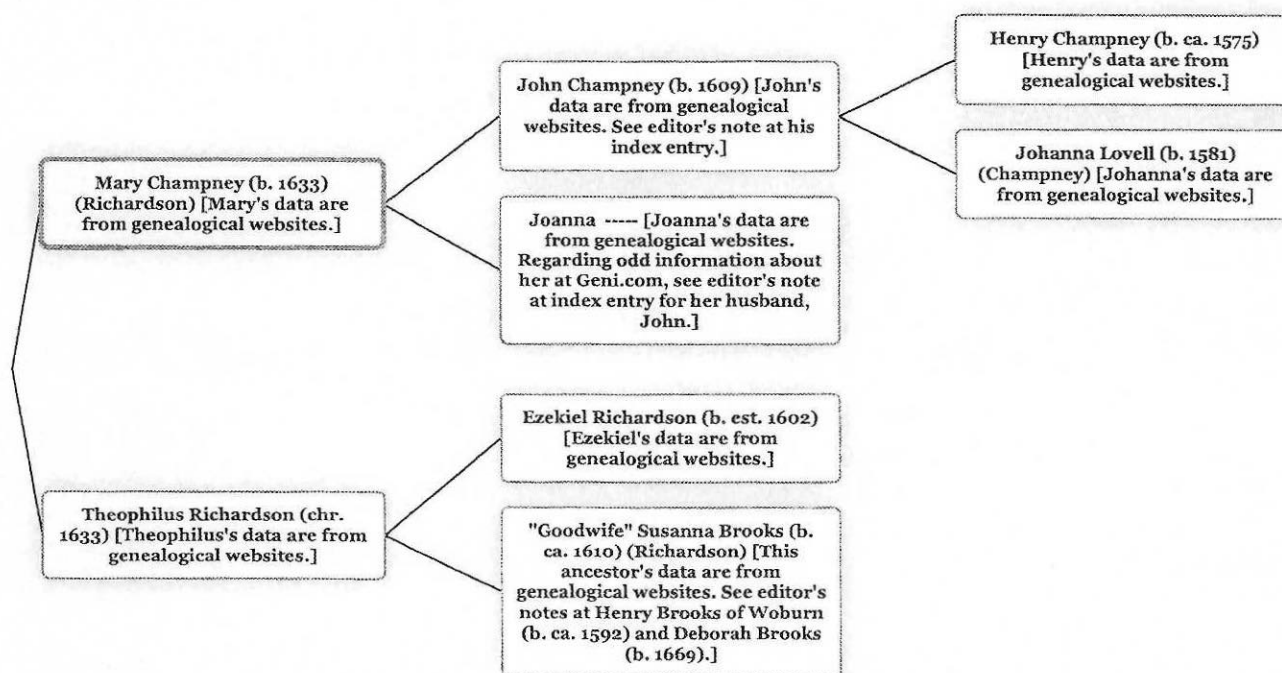 Henry Champney (b. ca. 1575)
[Henry's data are from
genealogical websites.]
John Champney (b. 1609) [John's
data are from genealogical
websites. See editor's note at his
index entry.]
Johanna Lovell (b. 1581)
(Champney) [Johanna's data are
from genealogical websites.]
Mary Champney (b. 1633)
(Richardson) [Mary's data are
from genealogical websites.]
Joanna ----- [Joanna's data are
from genealogical websites.
Regarding odd information about
her at Geni.com, see editor's note
at index entry for her husband,
John.]
Ezekiel Richardson (b. est. 1602)
[Ezekiel's data are from
genealogical websites.]
Theophilus Richardson (chr.
1633) [Theophilus's data are from
genealogical websites.]
"Goodwife" Susanna Brooks (b.
ca. 1610) (Richardson) [This
ancestor's data are from
genealogical websites. See editor's
notes at Henry Brooks of Woburn
(b. ca. 1592) and Deborah Brooks
(b. 1669).]